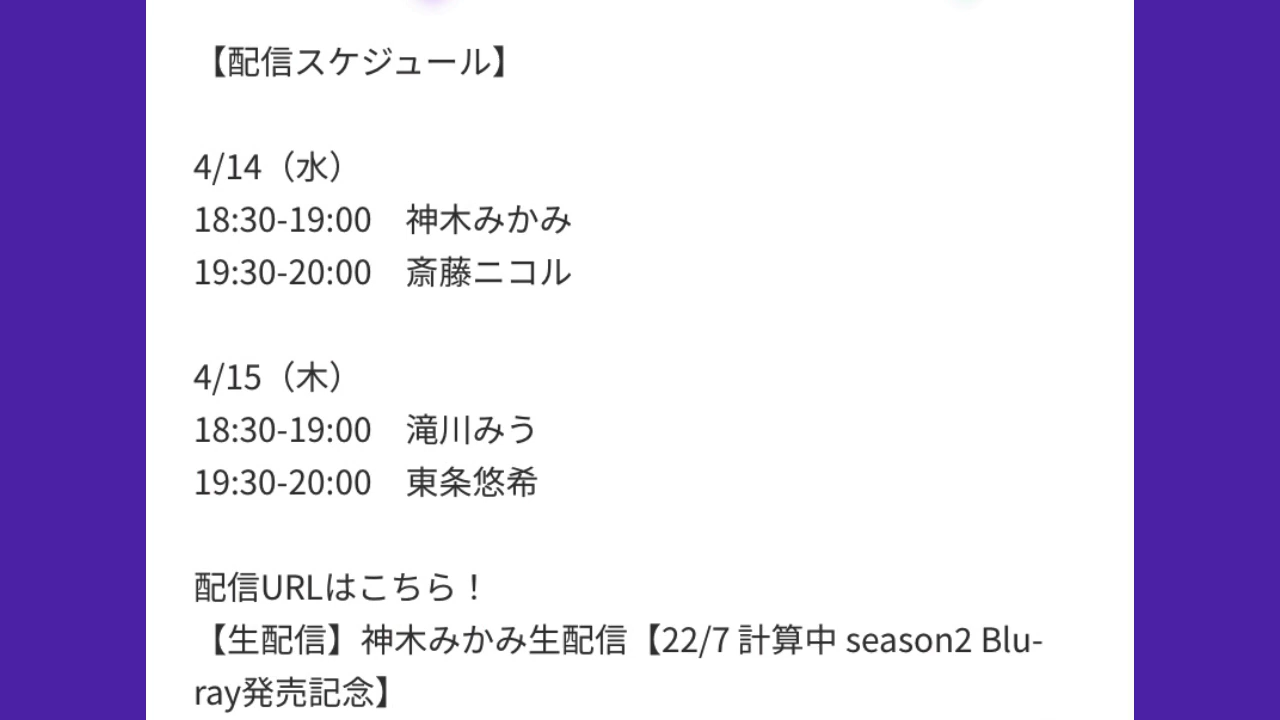 【配信スケジュール】
4/14（水）
18:30-19:00　神木みかみ
19:30-20:00　斎藤ニコル
4/15（木）
18:30-19:00　滝川みう
19:30-20:00　東条悠希
配信URLはこちら！
【生配信】神木みかみ生配信【22/7 計算中 season2 Blu-
ray発売記念】